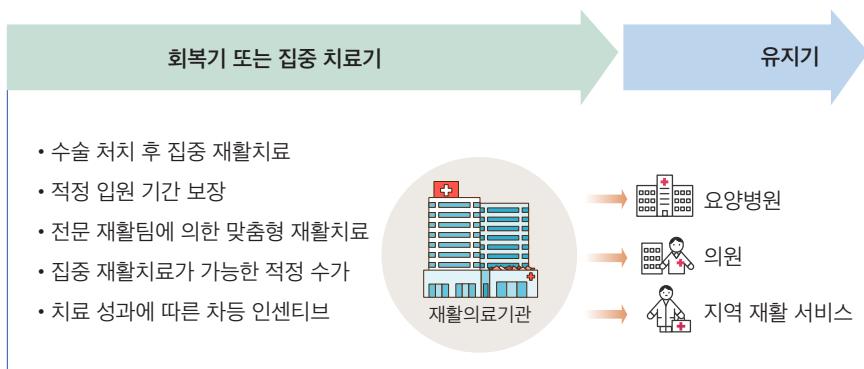 회복기 또는 집중 치료기
유지기
• 수술 처치 후 집중 재활치료
• 적정 입원 기간 보장
• 전문 재활팀에 의한 맞춤형 재활치료
• 집중 재활치료가 가능한 적정 수가
• 치료 성과에 따른 차등 인센티브
재활의료기관
요양병원
의원
지역 재활 서비스